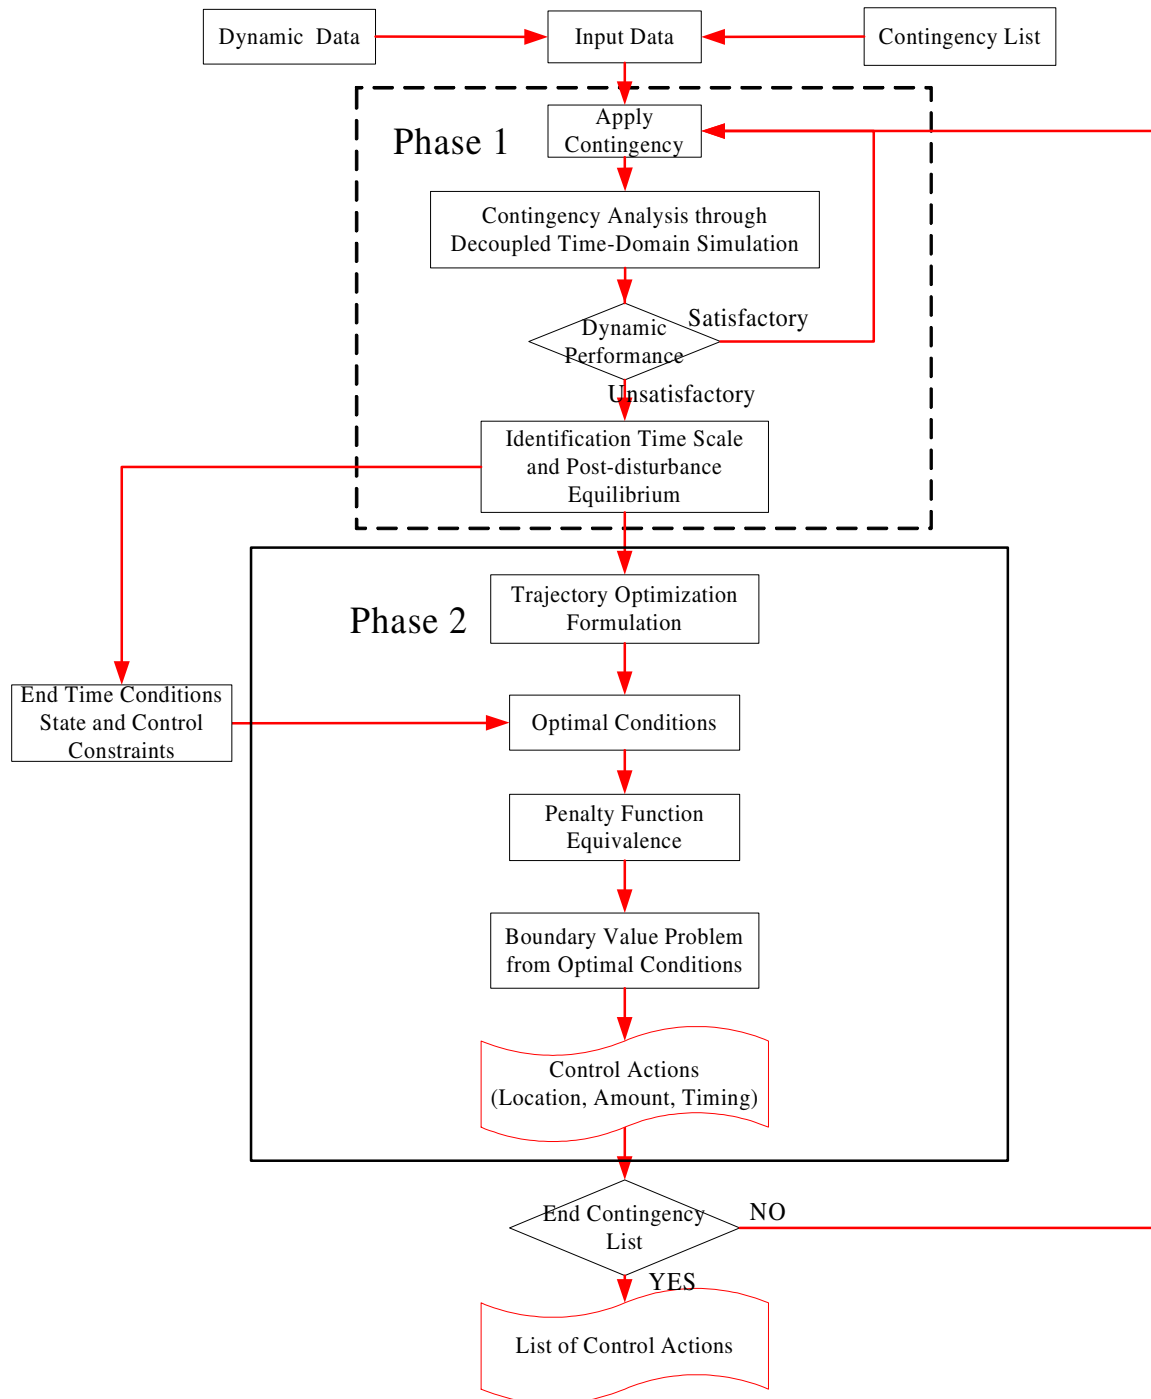 Dynamic Data
Input Data
Contingency List
Phase 1
Apply
Contingency
Contingency Analysis through
Decoupled Time-Domain Simulation
Satisfactory
Dynamic
Performance
Unsatisfactory
Identification Time Scale
and Post-disturbance
Equilibrium
Phase 2
Trajectory Optimization
Formulation
End Time Conditions
State and Control
Constraints
Optimal Conditions
Penalty Function
Equivalence
Boundary Value Problem
from Optimal Conditions
Control Actions
(Location, Amount, Timing)
End Contingency
List
NO
YES
List of Control Actions